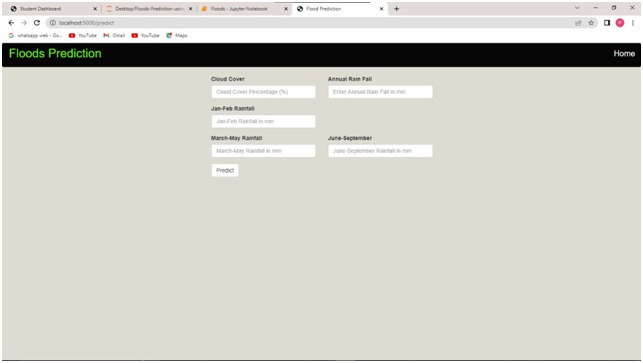 Student Dashboard
Desktop/Floods-Prediction-using
Floods - Jupyter Notebook
Flood Prediction
localhost:5000/predict
whatsapp web - Go...
YouTube
Gmail
YouTube
Maps
Floods Prediction
Home
Cloud Cover
Annual Rain Fall
Cloud Cover Percentage (%)
Enter Annual Rain Fall in mm
Jan-Feb Rainfall
Jan-Feb Rainfall in mm
March-May Rainfall
June-September
March-May Rainfall in mm
June-September Rainfall in mm
Predict